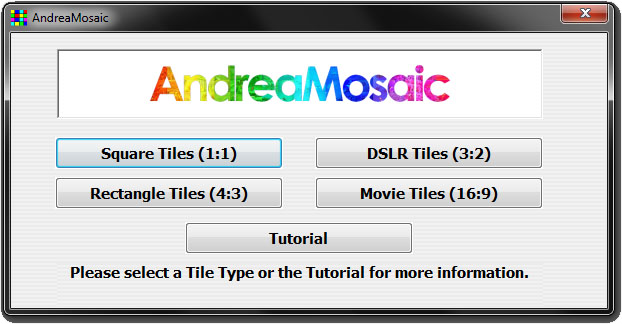 AndreaMosaic
AndreaMosaic
Square Tiles (1:1)
DSLR Tiles (3:2)
Rectangle Tiles (4:3)
Movie Tiles (16:9)
Tutorial
Please select a Tile Type or the Tutorial for more information.